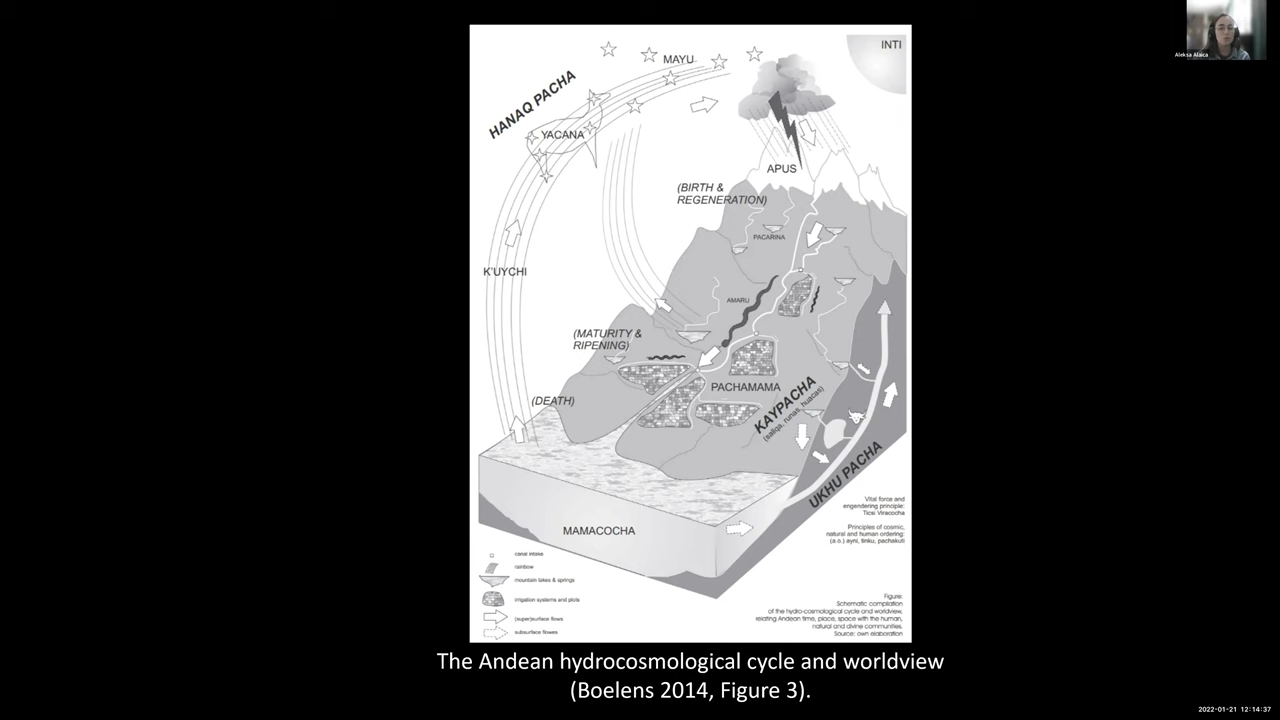 Aleksa Alaica
INTI
MAYU
HANAQ PACHA
YACANA
APUS
(BIRTH &
REGENERATION)
PACARINA
K'UYCHI
AMARU
(MATURITY &
RIPENING)
PACHAMAMA
KAYPACHA
(sallqa, runas, huacas)
(DEATH)
UKHU PACHA
MAMACOCHA
Vital force and
engendering principle:
Ticsi Viracocha
Principles of cosmic,
natural and human ordering:
(a.o.) ayni, tinku, pachakuti
canal intake
rainbow
mountain lakes & springs
irrigation systems and plots
(super)surface flows
subsurface flowes
Figure:
Schematic compilation
of the hydro-cosmological cycle and worldview,
relating Andean time, place, space with the human,
natural and divine communities.
Source: own elaboration
The Andean hydrocosmological cycle and worldview
(Boelens 2014, Figure 3).
2022-01-21 12:14:37